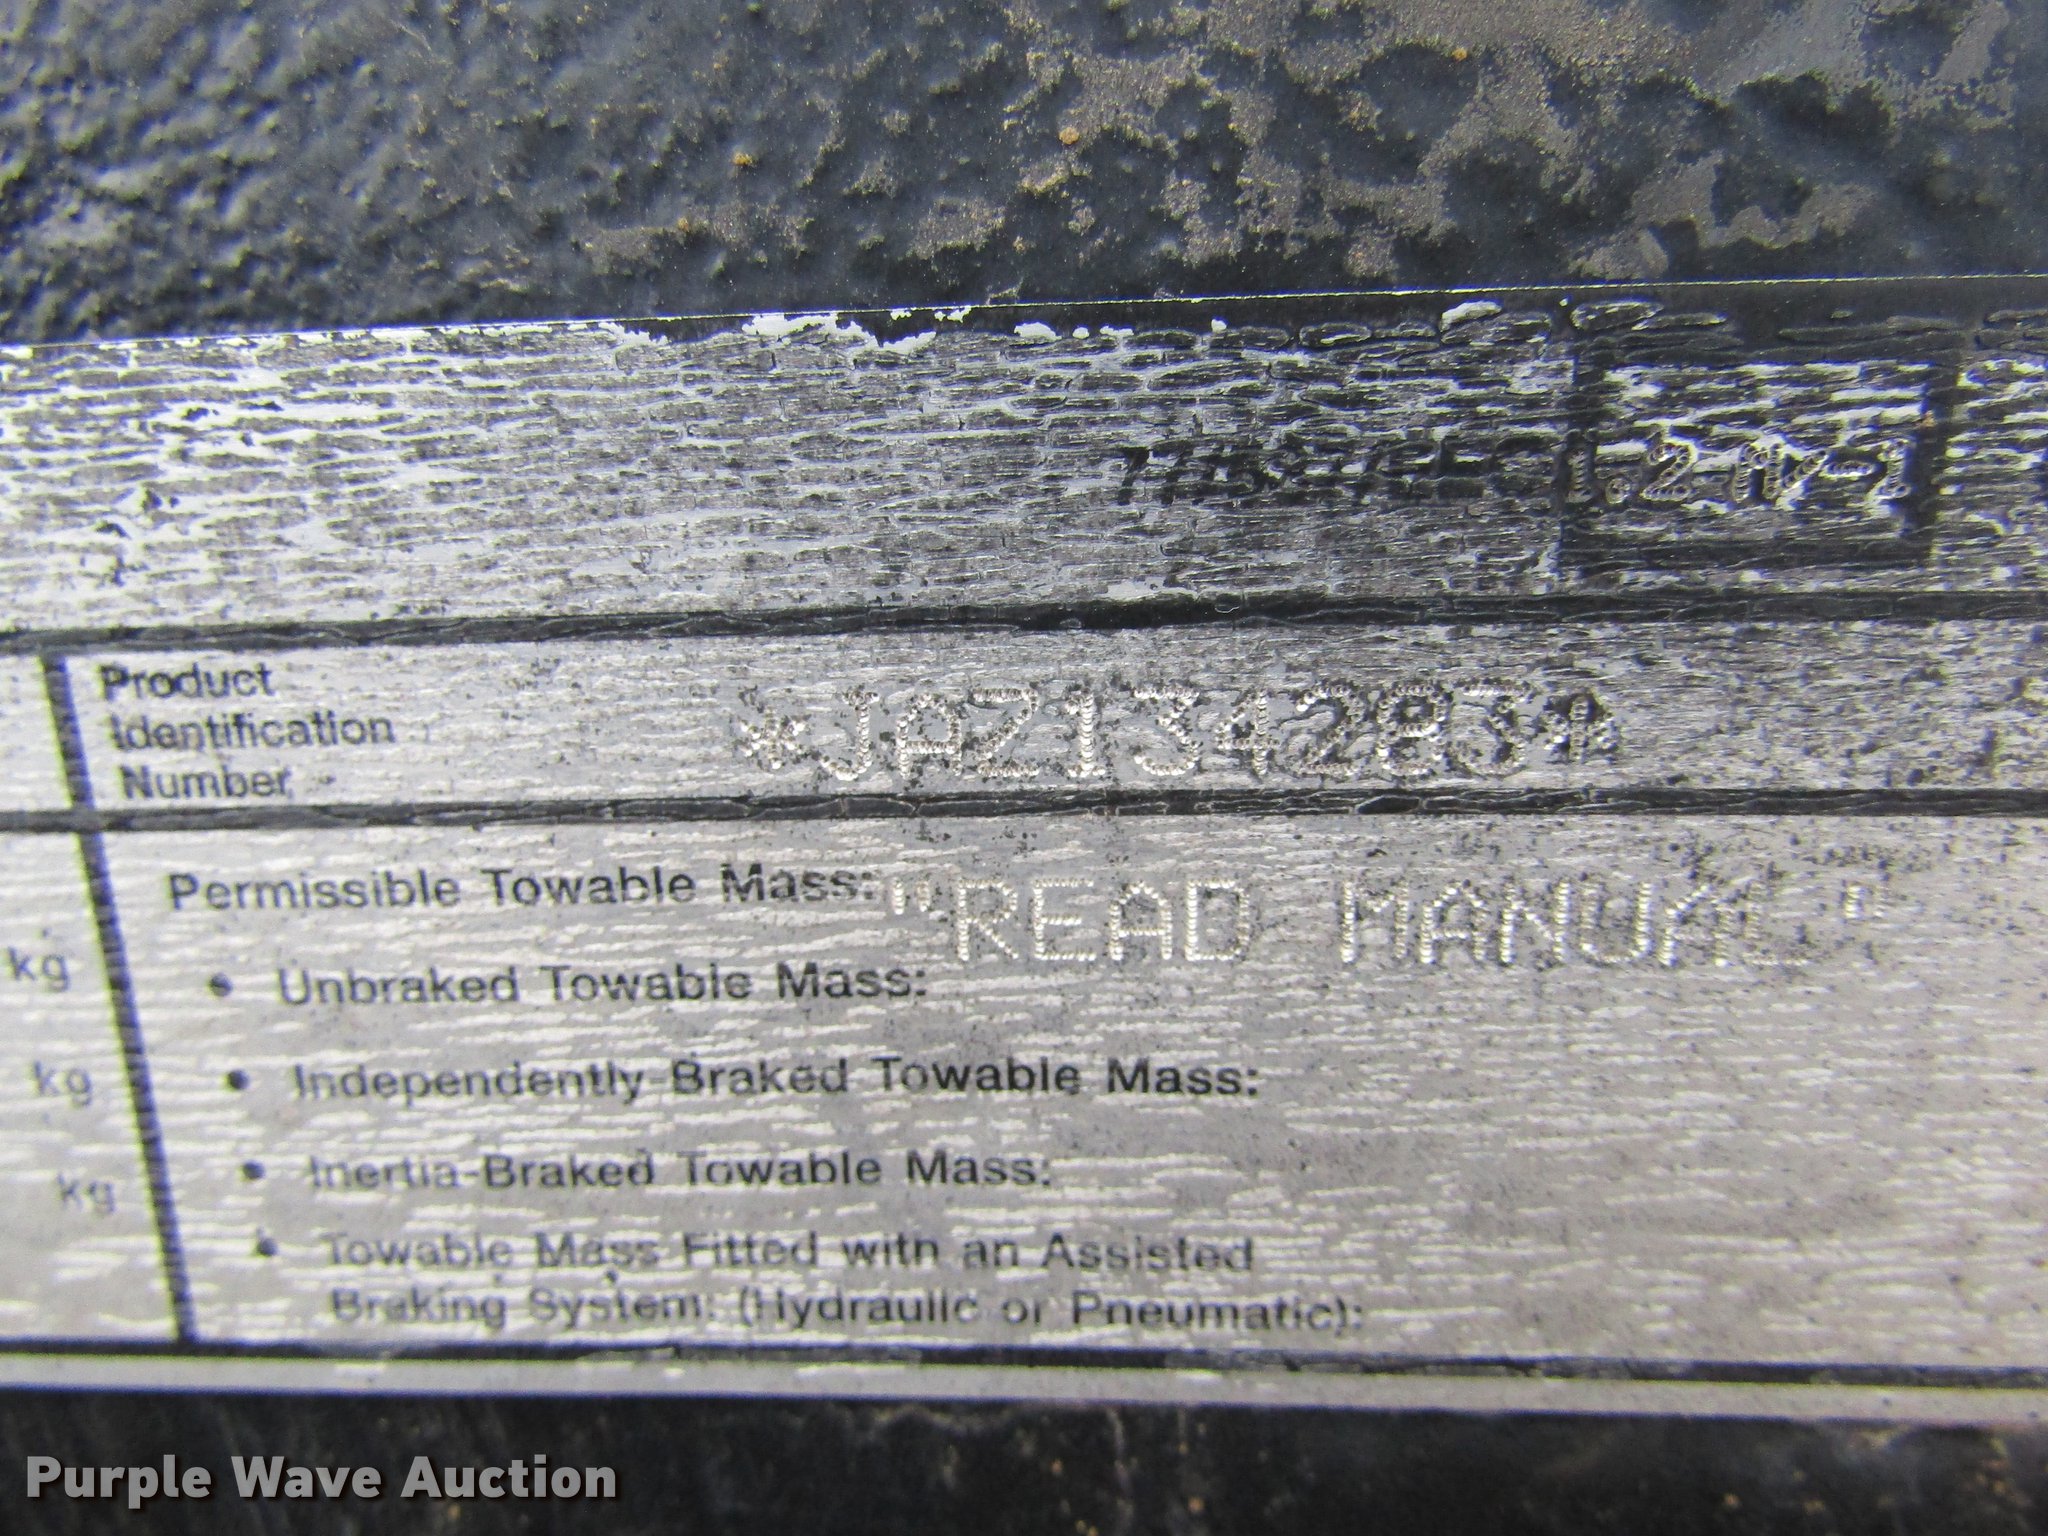 Product
Identification
Number
*JAZ134283*
Permissible Towable Mass: "READ MANUAL"
kg
• Unbraked Towable Mass:
kg
• Independently-Braked Towable Mass:
kg
• Inertia-Braked Towable Mass:
• Towable Mass Fitted with an Assisted
Braking System: (Hydraulic or Pneumatic):
Purple Wave Auction